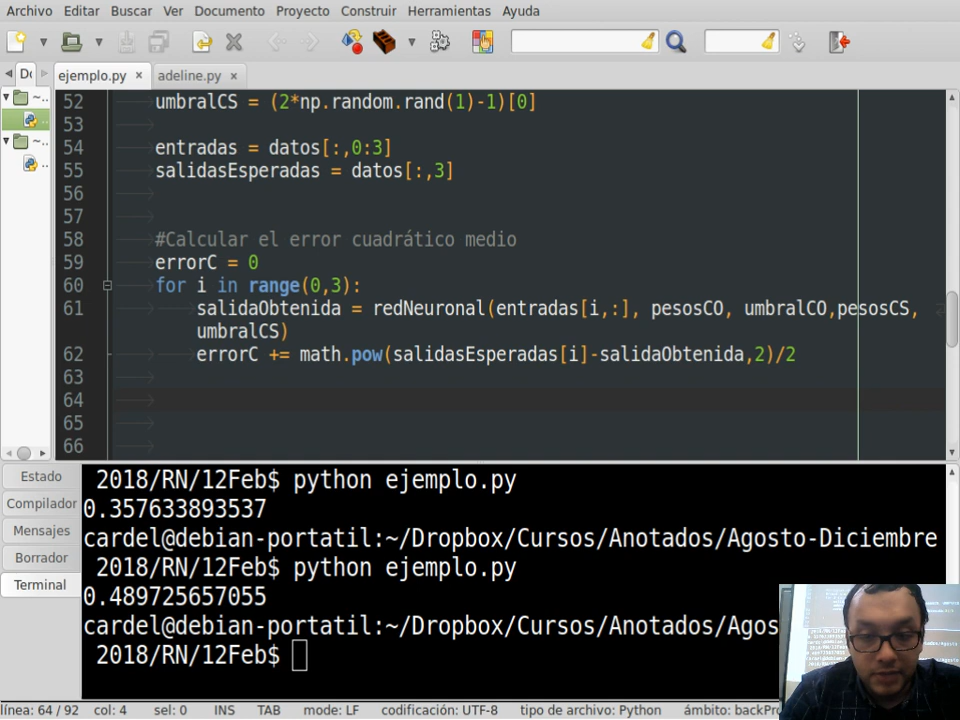 Archivo Editar Buscar Ver Documento Proyecto Construir Herramientas Ayuda
ejemplo.py × adeline.py ×
52 umbralCS = (2*np.random.rand(1)-1)[0]
53
54 entradas = datos[:,0:3]
55 salidasEsperadas = datos[:,3]
56
57
58 #Calcular el error cuadrático medio
59 errorC = 0
60 for i in range(0,3):
61 salidaObtenida = redNeuronal(entradas[i,:], pesosCO, umbralCO,pesosCS,
umbralCS)
62 errorC += math.pow(salidasEsperadas[i]-salidaObtenida,2)/2
63
64
65
66
Estado
Compilador
Mensajes
Borrador
Terminal
2018/RN/12Feb$ python ejemplo.py
0.357633893537
cardel@debian-portatil:~/Dropbox/Cursos/Anotados/Agosto-Diciembre
2018/RN/12Feb$ python ejemplo.py
0.489725657055
cardel@debian-portatil:~/Dropbox/Cursos/Anotados/Agos
2018/RN/12Feb$
línea: 64 / 92 col: 4 sel: 0 INS TAB mode: LF codificación: UTF-8 tipo de archivo: Python ámbito: backPro